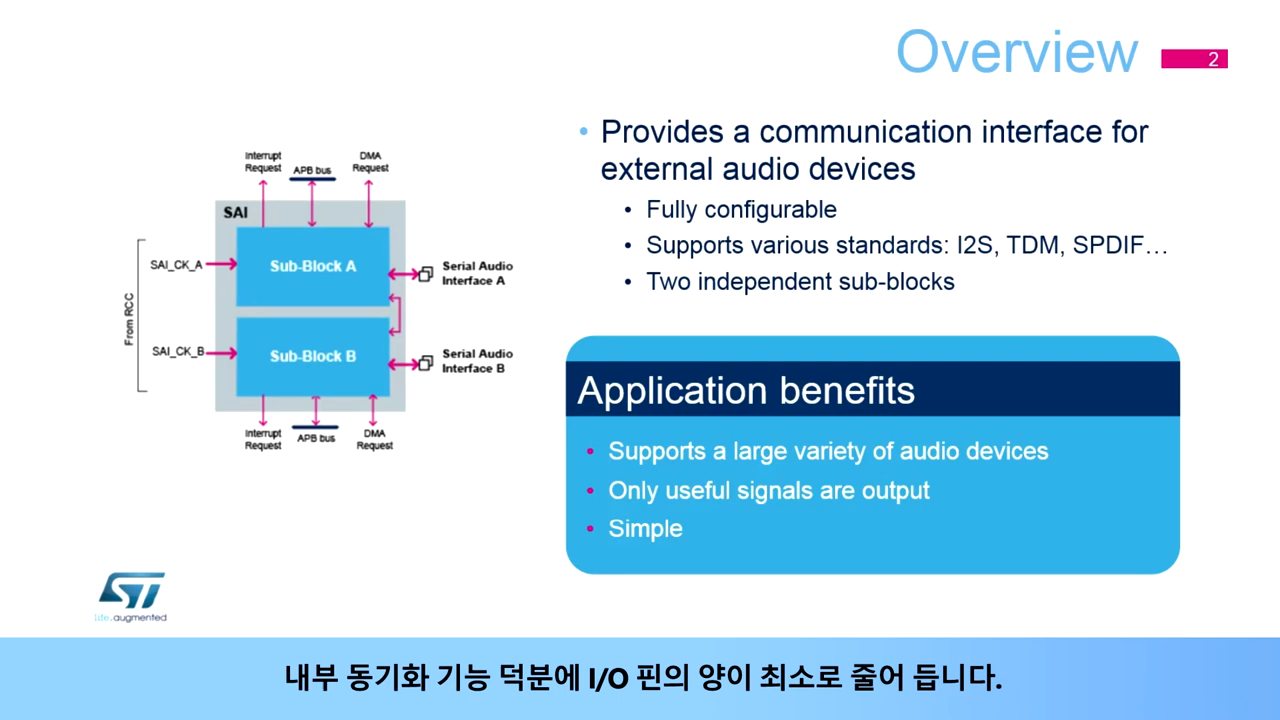 Overview
2
Interrupt
Request
APB bus
DMA
Request
SAI
SAI_CK_A
Sub-Block A
Serial Audio
Interface A
From RCC
SAI_CK_B
Sub-Block B
Serial Audio
Interface B
Interrupt
Request
APB bus
DMA
Request
• Provides a communication interface for
external audio devices
• Fully configurable
• Supports various standards: I2S, TDM, SPDIF…
• Two independent sub-blocks
Application benefits
• Supports a large variety of audio devices
• Only useful signals are output
• Simple
ST
life.augmented
내부 동기화 기능 덕분에 I/O 핀의 양이 최소로 줄어 듭니다.